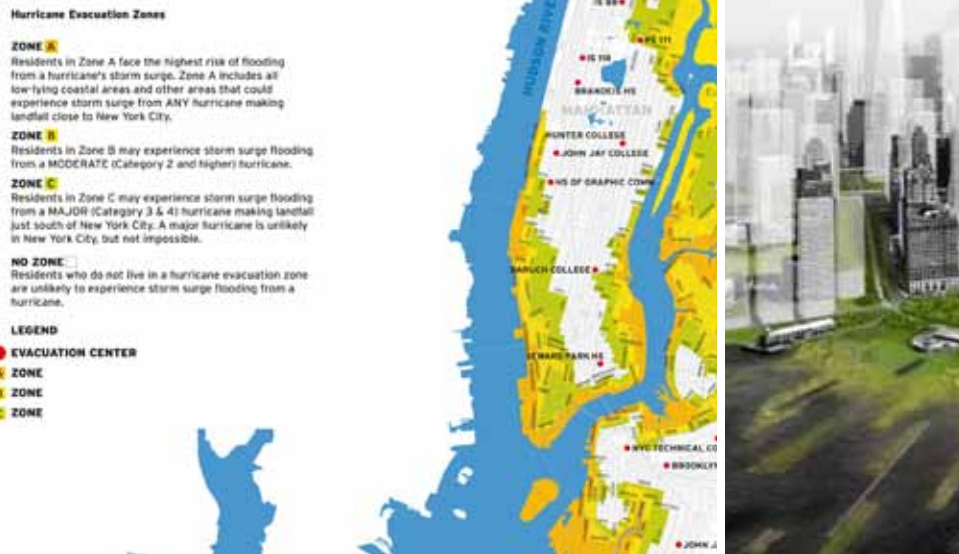 Hurricane Evacuation Zones
ZONE A
Residents in Zone A face the highest risk of flooding
from a hurricane's storm surge. Zone A includes all
low-lying coastal areas and other areas that could
experience storm surge from ANY hurricane making
landfall close to New York City.
ZONE B
Residents in Zone B may experience storm surge flooding
from a MODERATE (Category 2 and higher) hurricane.
ZONE C
Residents in Zone C may experience storm surge flooding
from a MAJOR (Category 3 & 4) hurricane making landfall
just south of New York City. A major hurricane is unlikely
in New York City, but not impossible.
NO ZONE
Residents who do not live in a hurricane evacuation zone
are unlikely to experience storm surge flooding from a
hurricane.
LEGEND
EVACUATION CENTER
ZONE
ZONE
ZONE
HUDSON RIVER
IS 88
PS 111
IS 118
BRANDEIS HS
MANHATTAN
HUNTER COLLEGE
JOHN JAY COLLEGE
HS OF GRAPHIC COMM
BARUCH COLLEGE
SEWARD PARK HS
NYC TECHNICAL CO
BROOKLYN
JOHN J